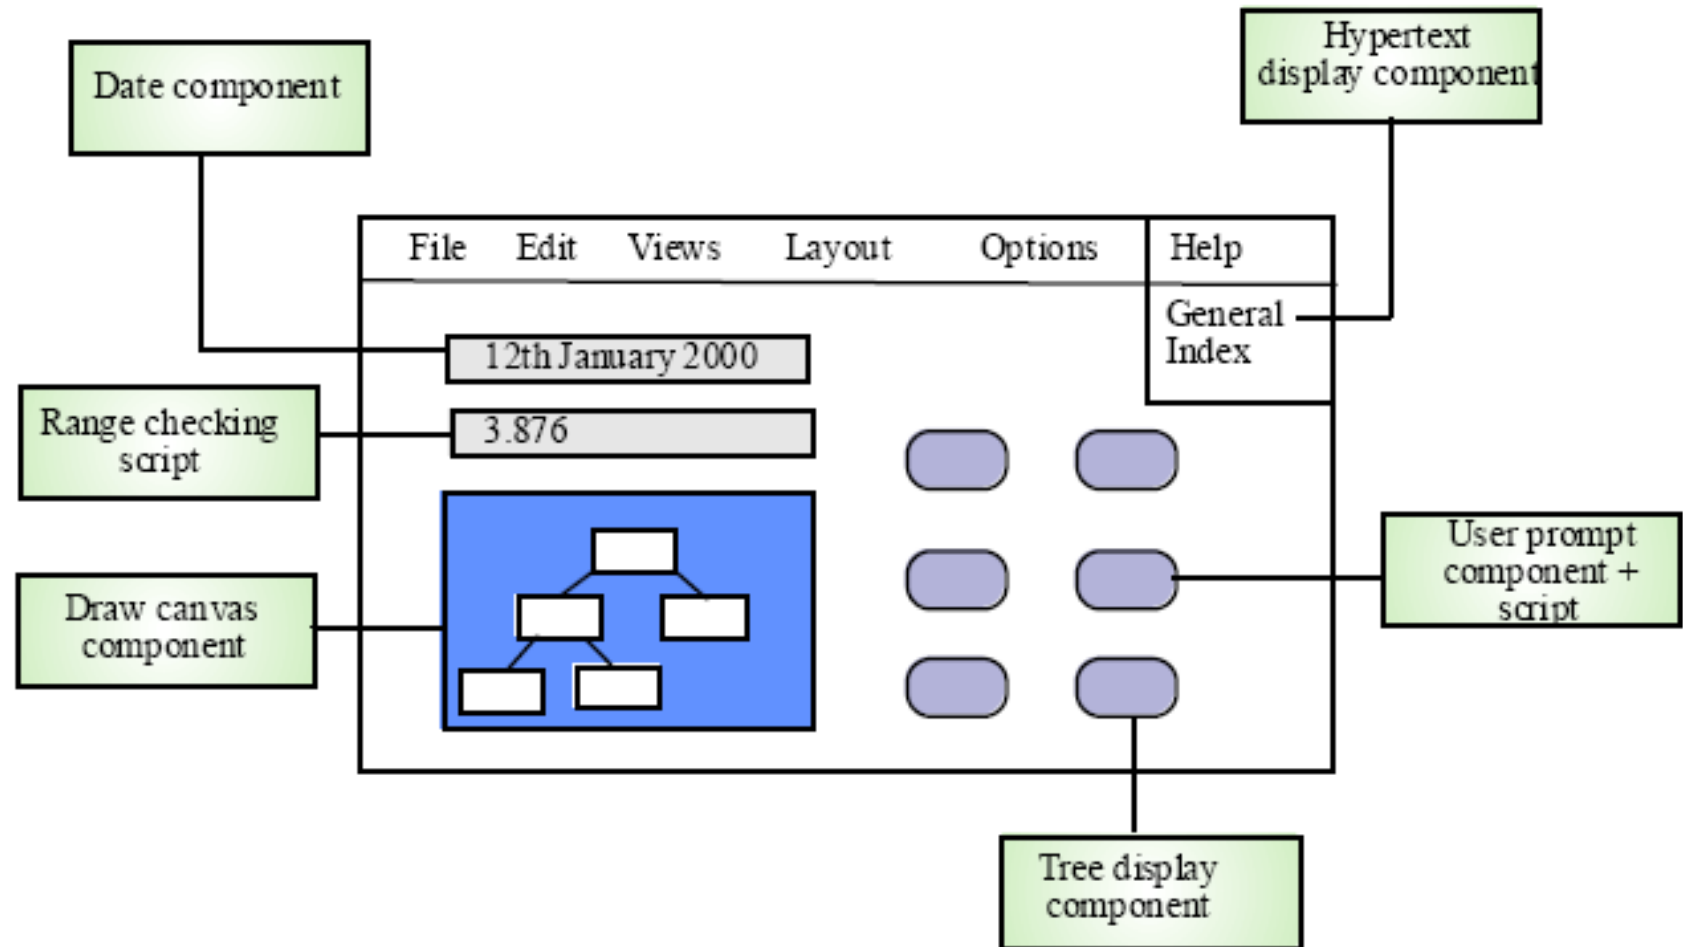 Date component
Hypertext
display component
File Edit Views Layout Options Help
General
Index
12th January 2000
Range checking
script
3.876
Draw canvas
component
User prompt
component +
script
Tree display
component